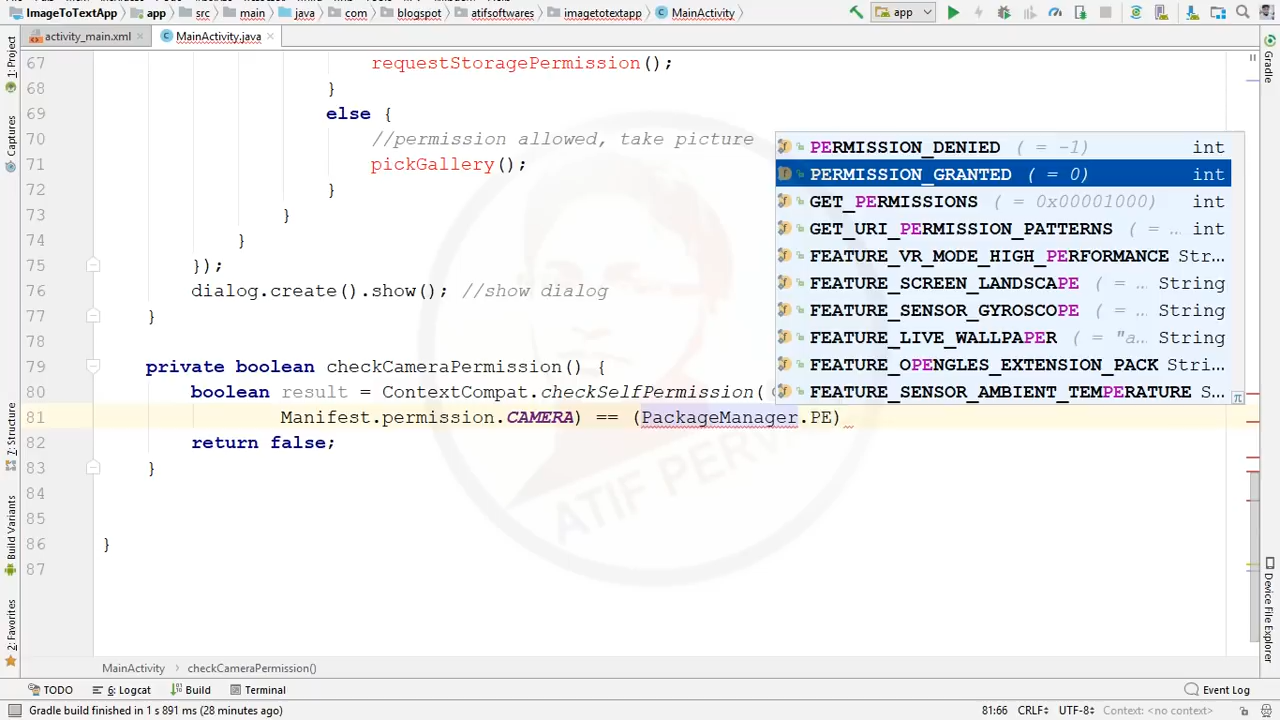 ImageToTextApp app src main java com blogspot atifsoftwares imagetotextapp MainActivity app
activity_main.xml MainActivity.java
1: Project
Captures
7: Structure
Build Variants
2: Favorites
Gradle
Device File Explorer
67 requestStoragePermission();
68 }
69 else {
70 //permission allowed, take picture
71 pickGallery();
72 }
73 }
74 }
75 });
76 dialog.create().show(); //show dialog
77 }
78
79 private boolean checkCameraPermission() {
80 boolean result = ContextCompat.checkSelfPermission(
81 Manifest.permission.CAMERA) == (PackageManager.PE)
82 return false;
83 }
84
85
86 }
87
PERMISSION_DENIED ( = -1) int
PERMISSION_GRANTED ( = 0) int
GET_PERMISSIONS ( = 0x00001000) int
GET_URI_PERMISSION_PATTERNS ( = … int
FEATURE_VR_MODE_HIGH_PERFORMANCE Str…
FEATURE_SCREEN_LANDSCAPE ( = … String
FEATURE_SENSOR_GYROSCOPE ( = … String
FEATURE_LIVE_WALLPAPER ( = "a… String
FEATURE_OPENGLES_EXTENSION_PACK Stri…
FEATURE_SENSOR_AMBIENT_TEMPERATURE S…
ATIF PERV
MainActivity checkCameraPermission()
TODO 6: Logcat Build Terminal Event Log
Gradle build finished in 1 s 891 ms (28 minutes ago) 81:66 CRLF UTF-8 Context: <no context>